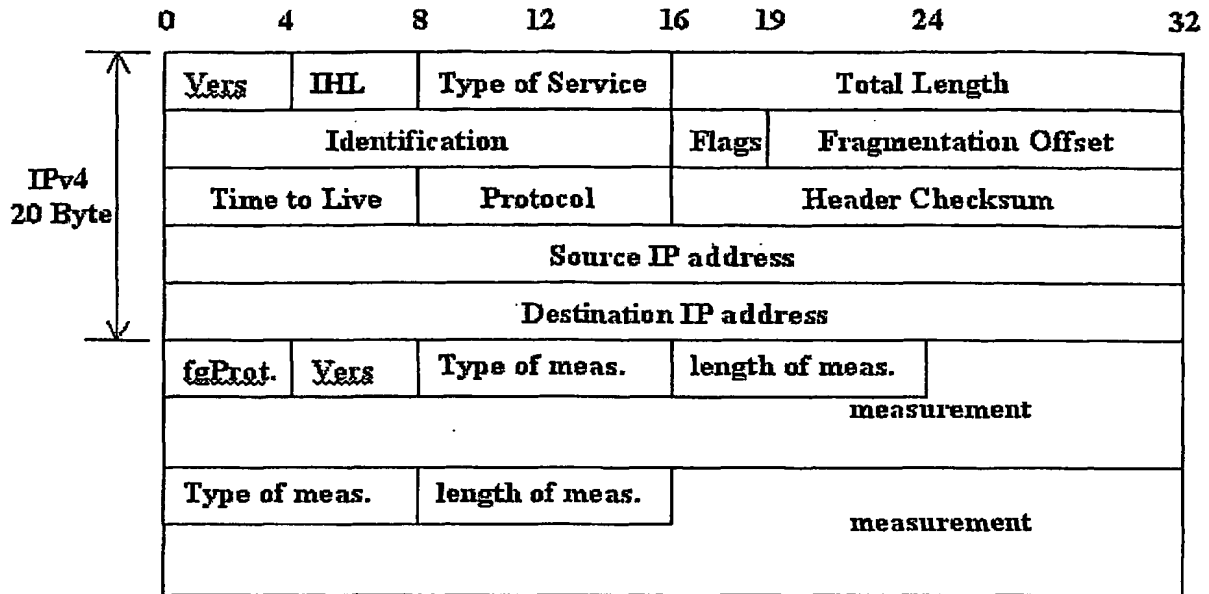 0 4 8 12 16 19 24 32
Vers IHL Type of Service Total Length
Identification Flags Fragmentation Offset
IPv4
20 Byte
Time to Live Protocol Header Checksum
Source IP address
Destination IP address
fgProt. Vers Type of meas. length of meas.
measurement
Type of meas. length of meas.
measurement